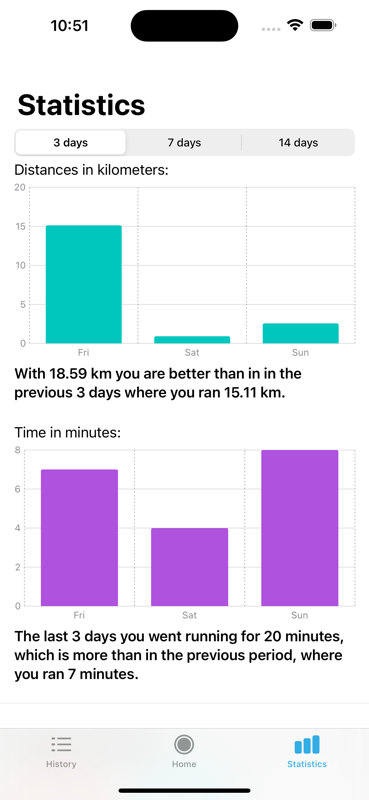 10:51
Statistics
3 days 7 days 14 days
Distances in kilometers:
20
15
10
5
0
Fri Sat Sun
With 18.59 km you are better than in in the
previous 3 days where you ran 15.11 km.
Time in minutes:
8
6
4
2
0
Fri Sat Sun
The last 3 days you went running for 20 minutes,
which is more than in the previous period, where
you ran 7 minutes.
History Home Statistics